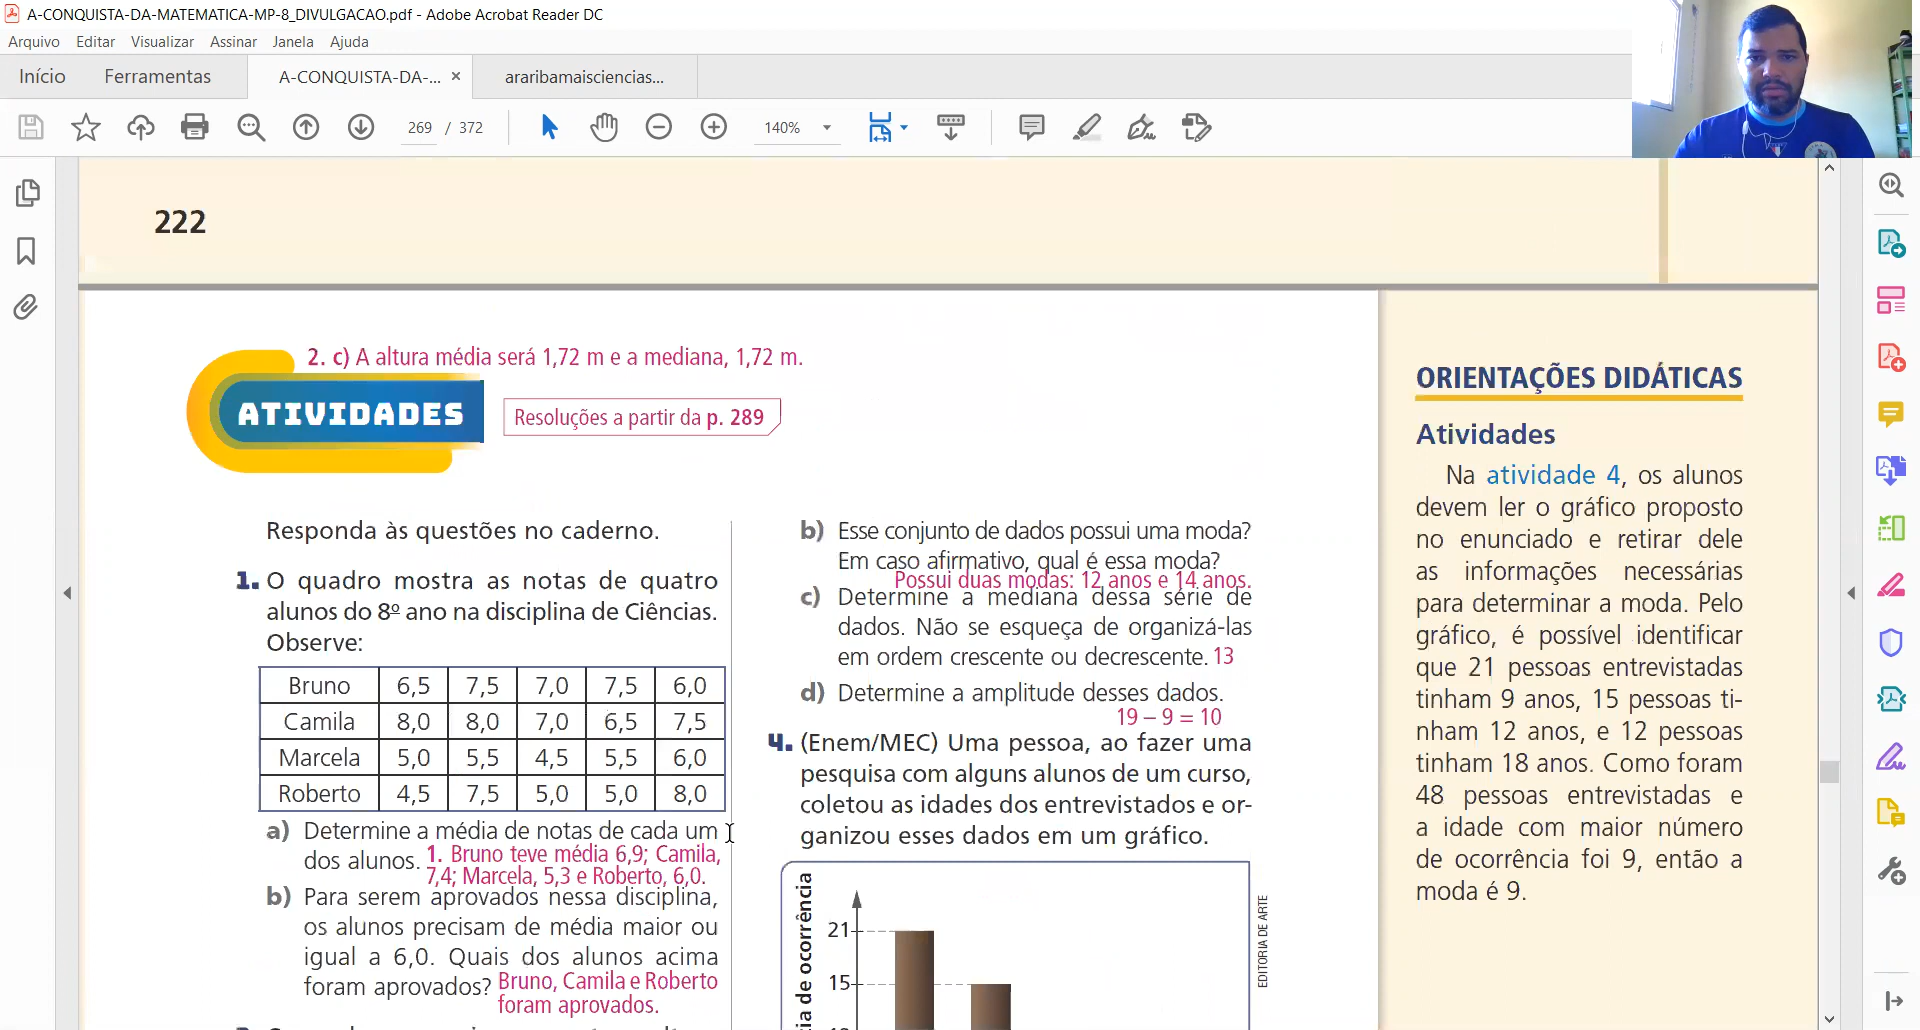 A-CONQUISTA-DA-MATEMATICA-MP-8_DIVULGACAO.pdf - Adobe Acrobat Reader DC
Arquivo Editar Visualizar Assinar Janela Ajuda
Início Ferramentas A-CONQUISTA-DA-... × araribamaisciencias...
269 / 372 140%
222
2. c) A altura média será 1,72 m e a mediana, 1,72 m.
ATIVIDADES
Resoluções a partir da p. 289
Responda às questões no caderno.
1. O quadro mostra as notas de quatro
alunos do 8º ano na disciplina de Ciências.
Observe:
Bruno 6,5 7,5 7,0 7,5 6,0
Camila 8,0 8,0 7,0 6,5 7,5
Marcela 5,0 5,5 4,5 5,5 6,0
Roberto 4,5 7,5 5,0 5,0 8,0
a) Determine a média de notas de cada um
dos alunos. 1. Bruno teve média 6,9; Camila,
7,4; Marcela, 5,3 e Roberto, 6,0.
b) Para serem aprovados nessa disciplina,
os alunos precisam de média maior ou
igual a 6,0. Quais dos alunos acima
foram aprovados? Bruno, Camila e Roberto
foram aprovados.
b) Esse conjunto de dados possui uma moda?
Em caso afirmativo, qual é essa moda?
Possui duas modas: 12 anos e 14 anos.
c) Determine a mediana dessa série de
dados. Não se esqueça de organizá-las
em ordem crescente ou decrescente. 13
d) Determine a amplitude desses dados.
19 – 9 = 10
4. (Enem/MEC) Uma pessoa, ao fazer uma
pesquisa com alguns alunos de um curso,
coletou as idades dos entrevistados e or-
ganizou esses dados em um gráfico.
21
15
de ocorrência
EDITORIA DE ARTE
ORIENTAÇÕES DIDÁTICAS
Atividades
Na atividade 4, os alunos
devem ler o gráfico proposto
no enunciado e retirar dele
as informações necessárias
para determinar a moda. Pelo
gráfico, é possível identificar
que 21 pessoas entrevistadas
tinham 9 anos, 15 pessoas ti-
nham 12 anos, e 12 pessoas
tinham 18 anos. Como foram
48 pessoas entrevistadas e
a idade com maior número
de ocorrência foi 9, então a
moda é 9.